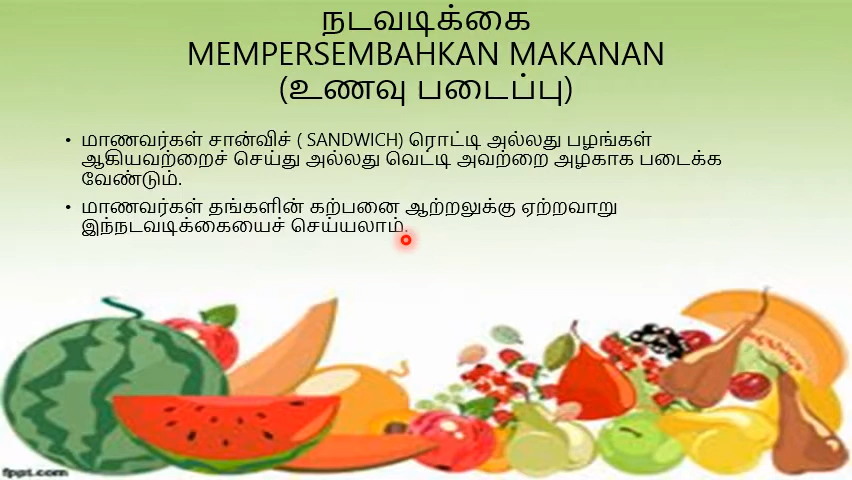 நடவடிக்கை
MEMPERSEMBAHKAN MAKANAN
(உணவு படைப்பு)
• மாணவர்கள் சான்விச் ( SANDWICH) ரொட்டி அல்லது பழங்கள்
ஆகியவற்றைச் செய்து அல்லது வெட்டி அவற்றை அழகாக படைக்க
வேண்டும்.
• மாணவர்கள் தங்களின் கற்பனை ஆற்றலுக்கு ஏற்றவாறு
இந்நடவடிக்கையைச் செய்யலாம்.
fppt.com